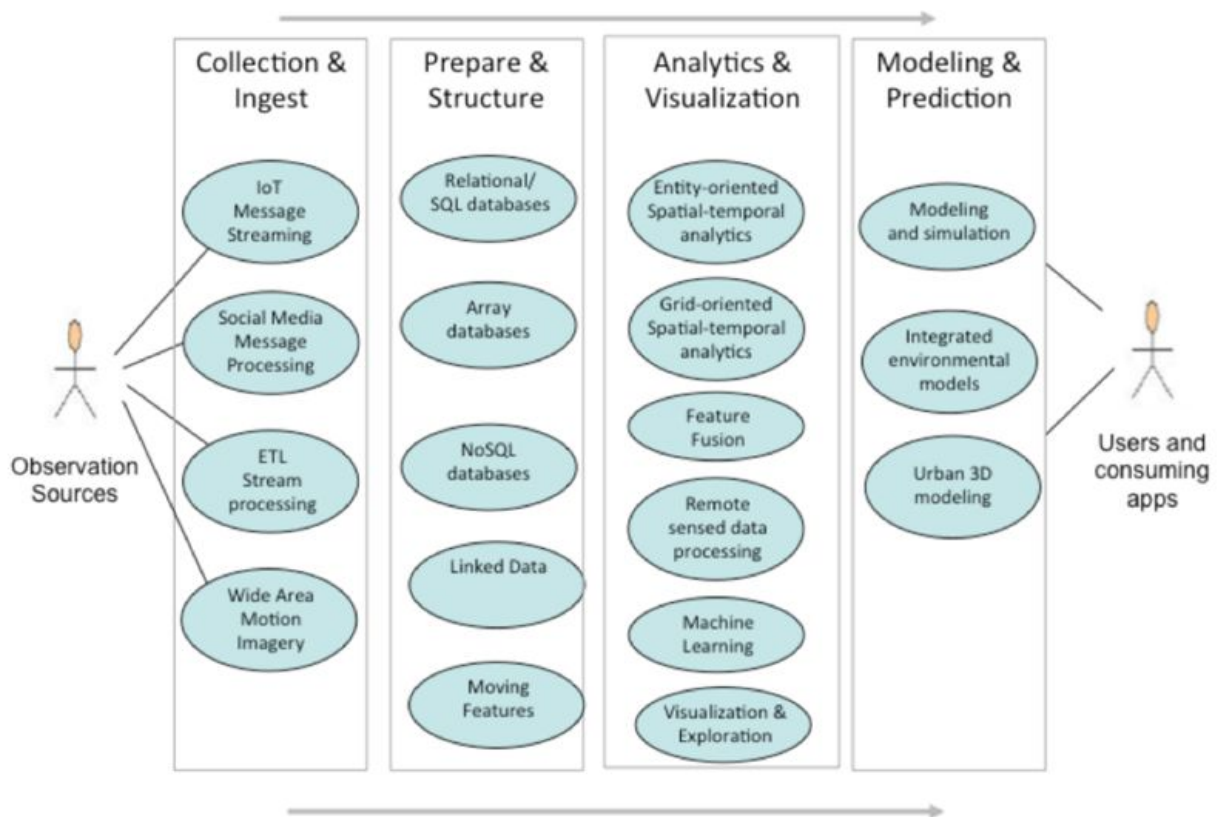 Collection &
Ingest
IoT
Message
Streaming
Social Media
Message
Processing
ETL
Stream
processing
Wide Area
Motion
Imagery
Observation
Sources
Prepare &
Structure
Relational/
SQL databases
Array
databases
NoSQL
databases
Linked Data
Moving
Features
Analytics &
Visualization
Entity-oriented
Spatial-temporal
analytics
Grid-oriented
Spatial-temporal
analytics
Feature
Fusion
Remote
sensed data
processing
Machine
Learning
Visualization &
Exploration
Modeling &
Prediction
Modeling
and simulation
Integrated
environmental
models
Urban 3D
modeling
Users and
consuming
apps